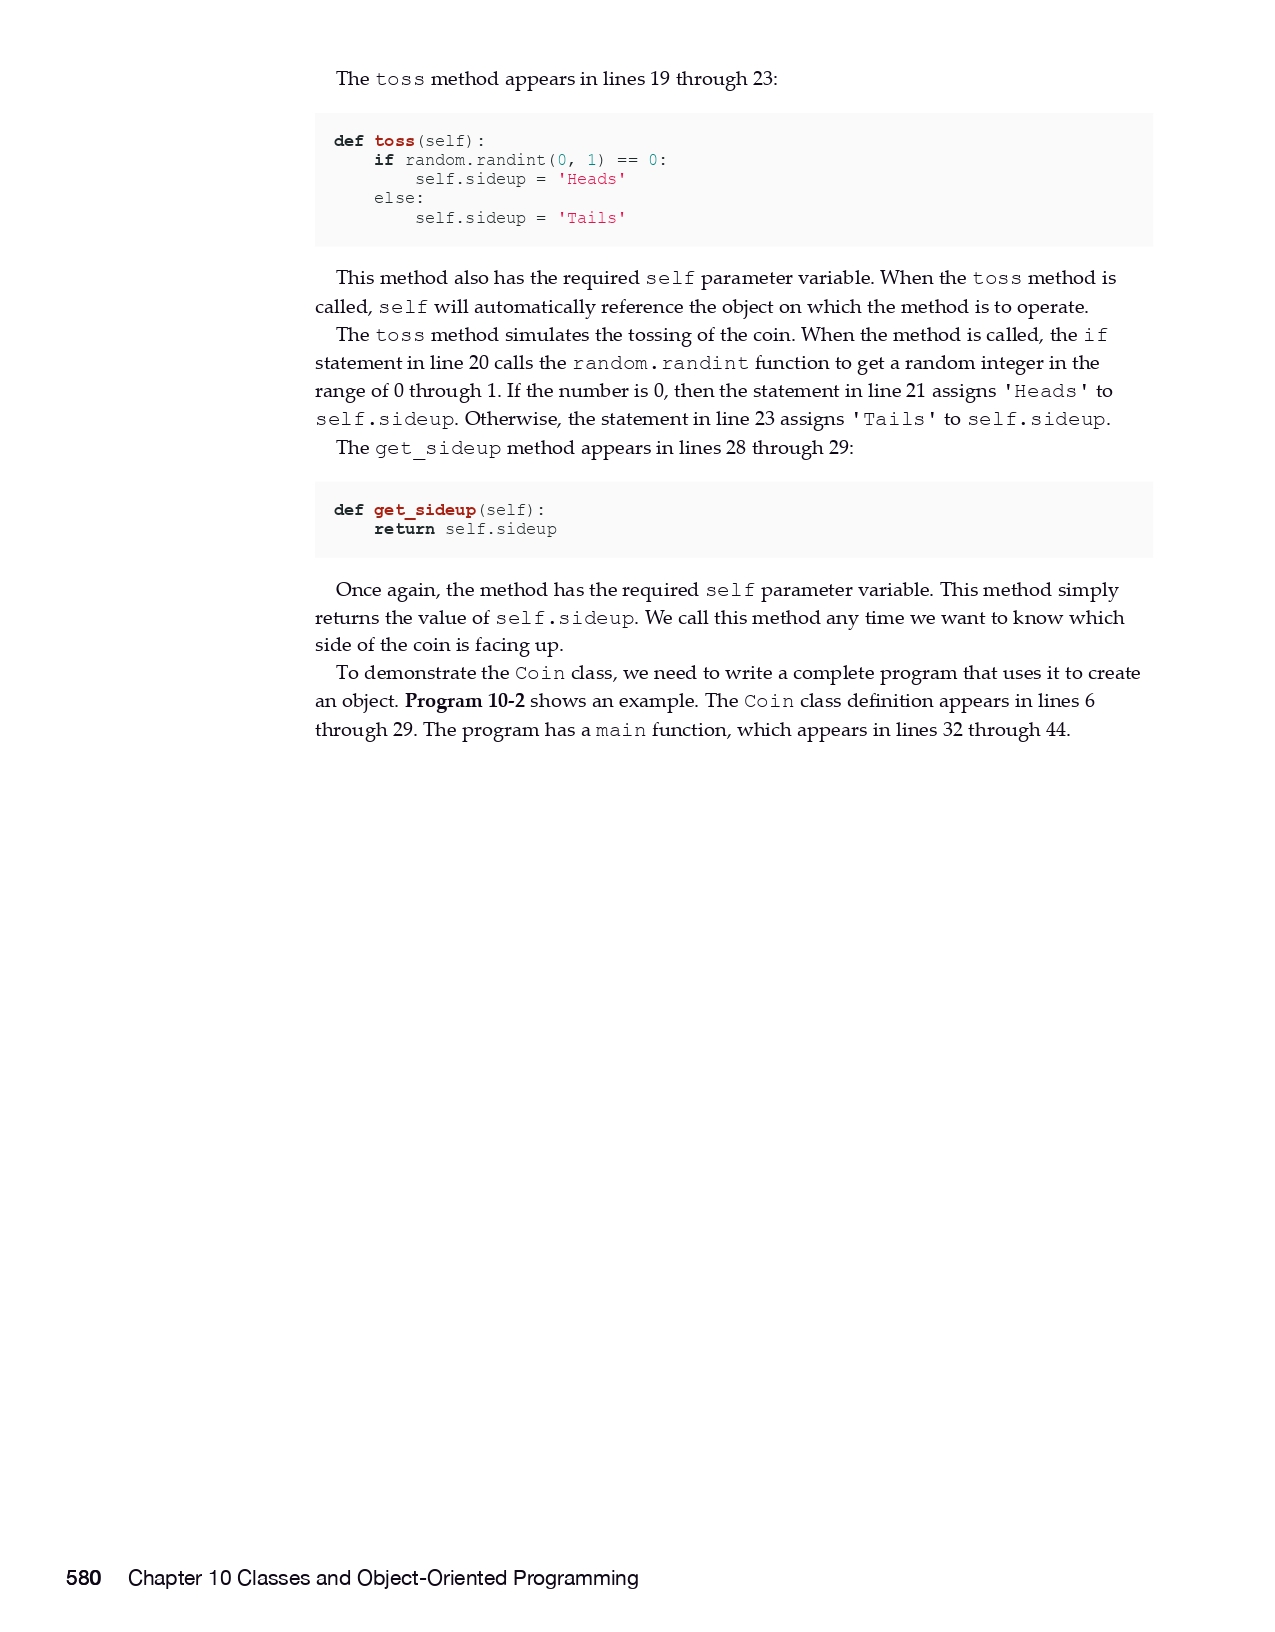 The toss method appears in lines 19 through 23:
def toss(self):
    if random.randint(0, 1) == 0:
        self.sideup = 'Heads'
    else:
        self.sideup = 'Tails'
This method also has the required self parameter variable. When the toss method is
called, self will automatically reference the object on which the method is to operate.
The toss method simulates the tossing of the coin. When the method is called, the if
statement in line 20 calls the random.randint function to get a random integer in the
range of 0 through 1. If the number is 0, then the statement in line 21 assigns 'Heads' to
self.sideup. Otherwise, the statement in line 23 assigns 'Tails' to self.sideup.
The get_sideup method appears in lines 28 through 29:
def get_sideup(self):
    return self.sideup
Once again, the method has the required self parameter variable. This method simply
returns the value of self.sideup. We call this method any time we want to know which
side of the coin is facing up.
To demonstrate the Coin class, we need to write a complete program that uses it to create
an object. Program 10-2 shows an example. The Coin class definition appears in lines 6
through 29. The program has a main function, which appears in lines 32 through 44.
580 Chapter 10 Classes and Object-Oriented Programming